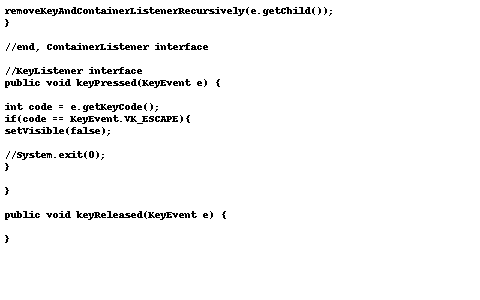 removeKeyAndContainerListenerRecursively(e.getChild());
}
//end, ContainerListener interface
//KeyListener interface
public void keyPressed(KeyEvent e) {
int code = e.getKeyCode();
if(code == KeyEvent.VK_ESCAPE){
setVisible(false);
//System.exit(0);
}
}
public void keyReleased(KeyEvent e) {
}